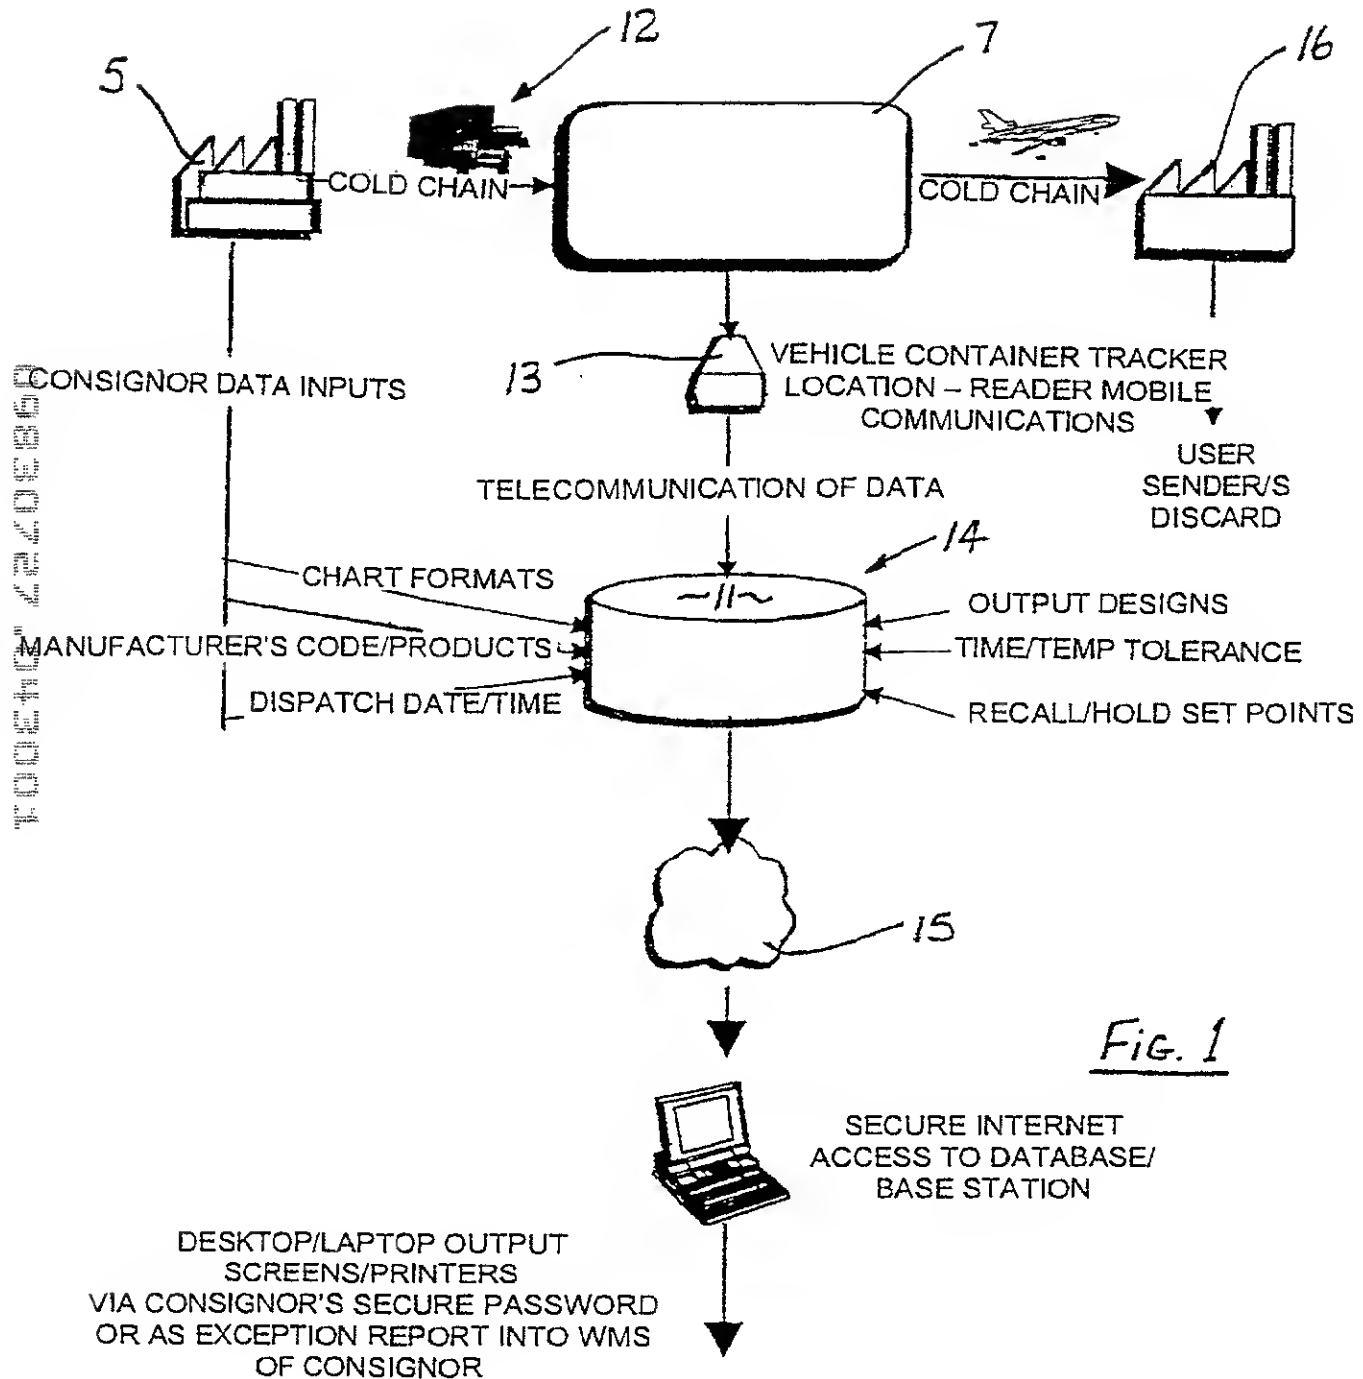 12
7
16
5
COLD CHAIN
COLD CHAIN
13
VEHICLE CONTAINER TRACKER
LOCATION – READER MOBILE
COMMUNICATIONS
CONSIGNOR DATA INPUTS
USER
SENDER/S
DISCARD
TELECOMMUNICATION OF DATA
14
~11~
CHART FORMATS
MANUFACTURER'S CODE/PRODUCTS
DISPATCH DATE/TIME
OUTPUT DESIGNS
TIME/TEMP TOLERANCE
RECALL/HOLD SET POINTS
15
Fig. 1
SECURE INTERNET
ACCESS TO DATABASE/
BASE STATION
DESKTOP/LAPTOP OUTPUT
SCREENS/PRINTERS
VIA CONSIGNOR'S SECURE PASSWORD
OR AS EXCEPTION REPORT INTO WMS
OF CONSIGNOR